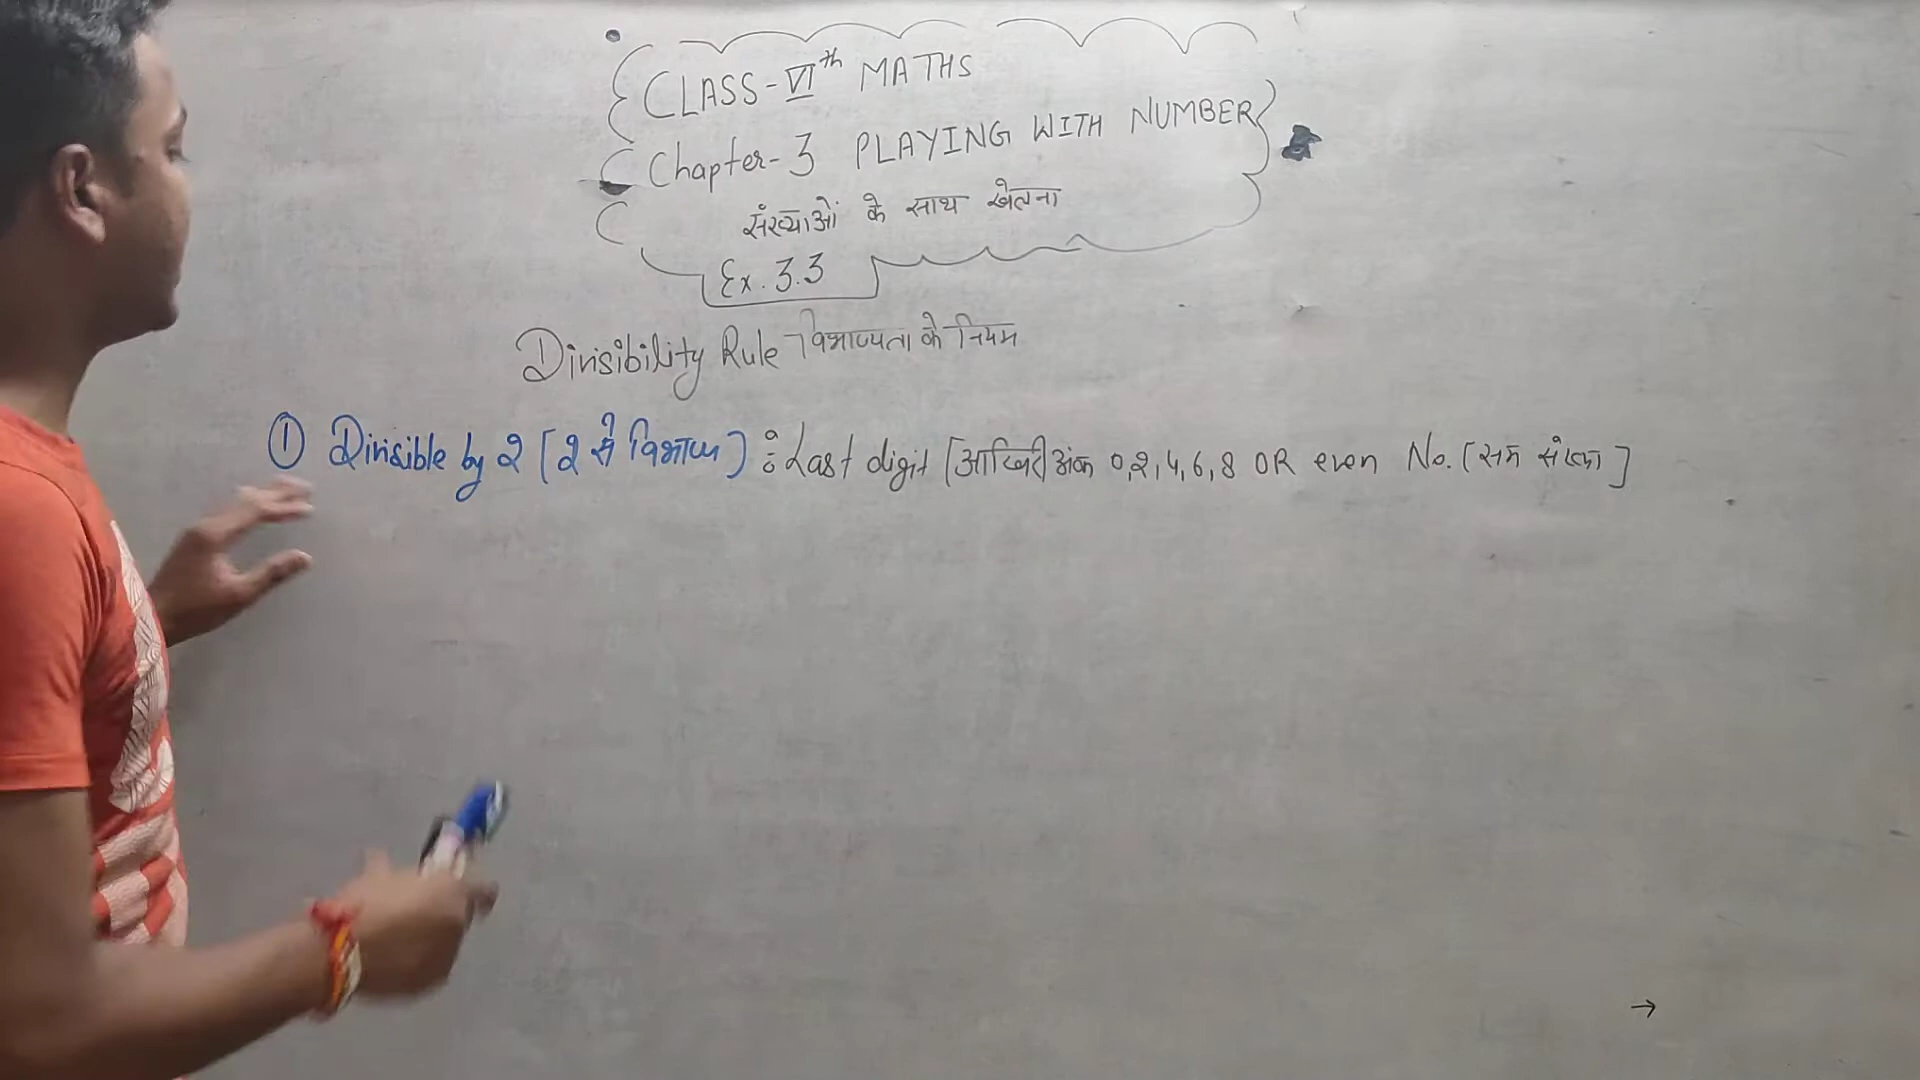 CLASS-VIth MATHS
Chapter-3 PLAYING WITH NUMBER
संख्याओं के साथ खेलना
Ex. 3.3
Divisibility Rule विभाज्यता के नियम
① Divisible by 2 [2 से विभाज्य] : Last digit [आखिरी अंक 0,2,4,6,8 OR even No. [सम संख्या]
→